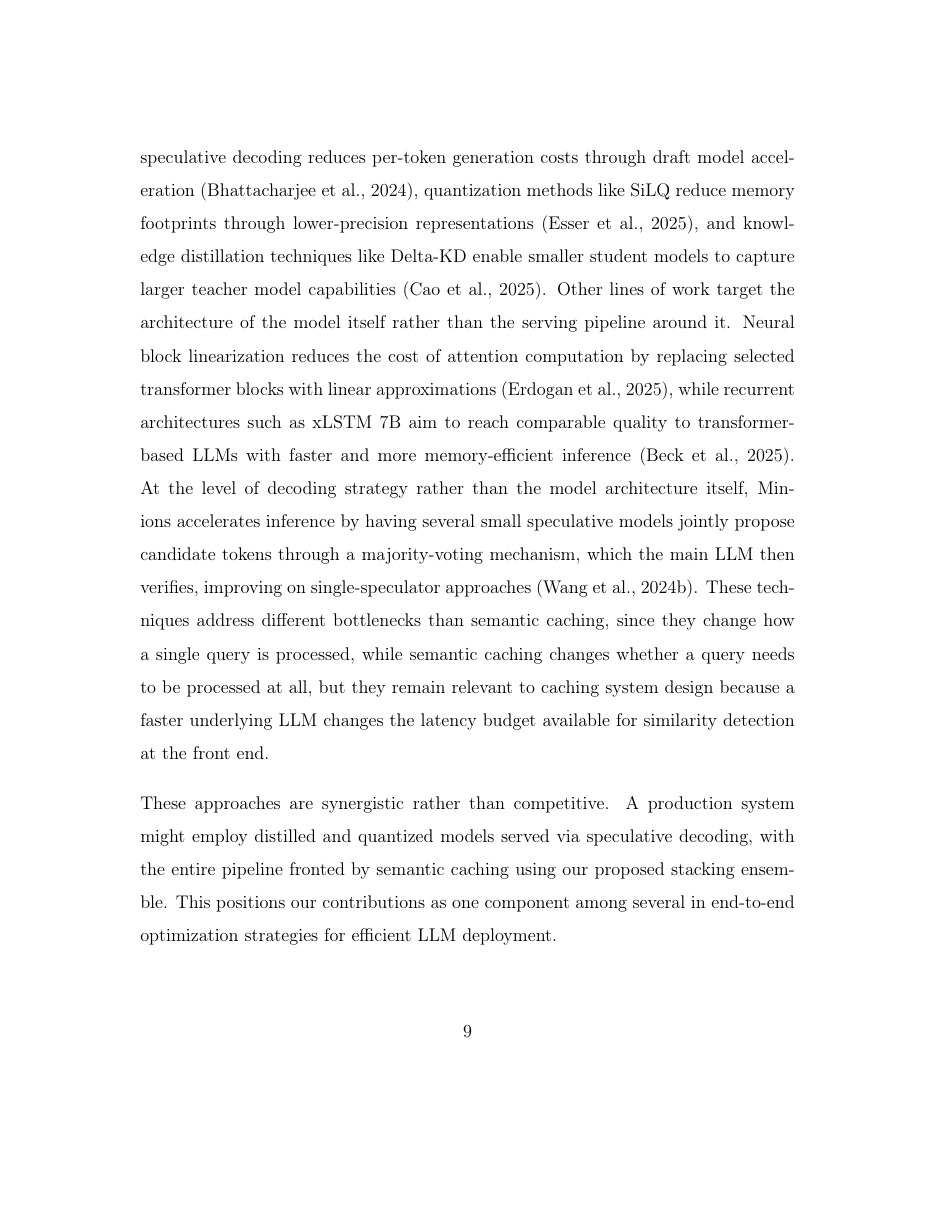 speculative decoding reduces per-token generation costs through draft model accel-
eration (Bhattacharjee et al., 2024), quantization methods like SiLQ reduce memory
footprints through lower-precision representations (Esser et al., 2025), and knowl-
edge distillation techniques like Delta-KD enable smaller student models to capture
larger teacher model capabilities (Cao et al., 2025). Other lines of work target the
architecture of the model itself rather than the serving pipeline around it. Neural
block linearization reduces the cost of attention computation by replacing selected
transformer blocks with linear approximations (Erdogan et al., 2025), while recurrent
architectures such as xLSTM 7B aim to reach comparable quality to transformer-
based LLMs with faster and more memory-efficient inference (Beck et al., 2025).
At the level of decoding strategy rather than the model architecture itself, Min-
ions accelerates inference by having several small speculative models jointly propose
candidate tokens through a majority-voting mechanism, which the main LLM then
verifies, improving on single-speculator approaches (Wang et al., 2024b). These tech-
niques address different bottlenecks than semantic caching, since they change how
a single query is processed, while semantic caching changes whether a query needs
to be processed at all, but they remain relevant to caching system design because a
faster underlying LLM changes the latency budget available for similarity detection
at the front end.
These approaches are synergistic rather than competitive. A production system
might employ distilled and quantized models served via speculative decoding, with
the entire pipeline fronted by semantic caching using our proposed stacking ensem-
ble. This positions our contributions as one component among several in end-to-end
optimization strategies for efficient LLM deployment.
9